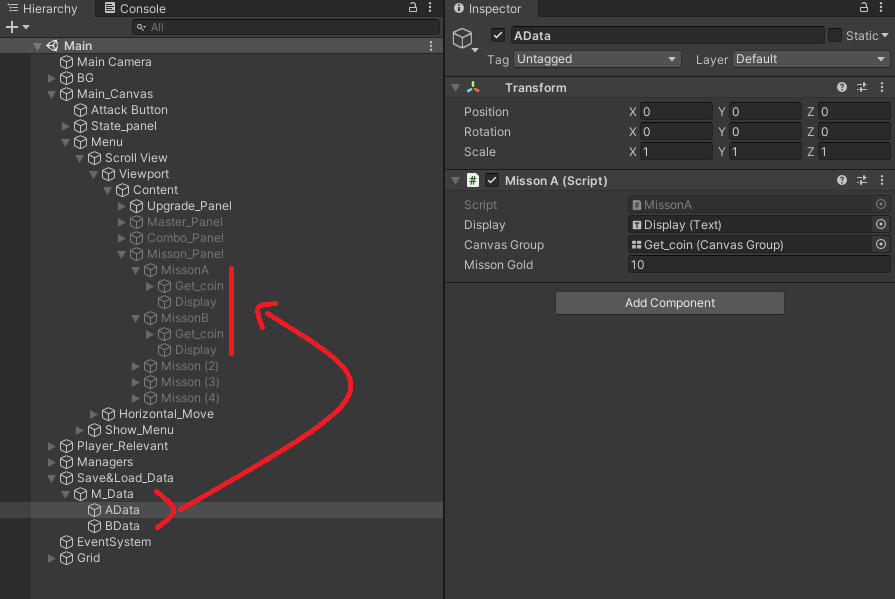 Hierarchy
Console
All
Main
Main Camera
BG
Main_Canvas
Attack Button
State_panel
Menu
Scroll View
Viewport
Content
Upgrade_Panel
Master_Panel
Combo_Panel
Misson_Panel
MissonA
Get_coin
Display
MissonB
Get_coin
Display
Misson (2)
Misson (3)
Misson (4)
Horizontal_Move
Show_Menu
Player_Relevant
Managers
Save&Load_Data
M_Data
AData
BData
EventSystem
Grid
Inspector
AData
Static
Tag Untagged Layer Default
Transform
Position X 0 Y 0 Z 0
Rotation X 0 Y 0 Z 0
Scale X 1 Y 1 Z 1
# Misson A (Script)
Script MissonA
Display Display (Text)
Canvas Group Get_coin (Canvas Group)
Misson Gold 10
Add Component